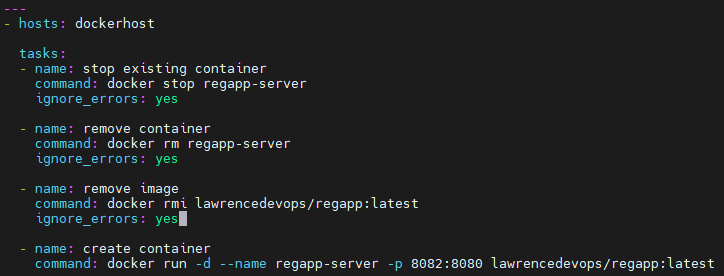 ---
- hosts: dockerhost
tasks:
- name: stop existing container
command: docker stop regapp-server
ignore_errors: yes
- name: remove container
command: docker rm regapp-server
ignore_errors: yes
- name: remove image
command: docker rmi lawrencedevops/regapp:latest
ignore_errors: yes
- name: create container
command: docker run -d --name regapp-server -p 8082:8080 lawrencedevops/regapp:latest